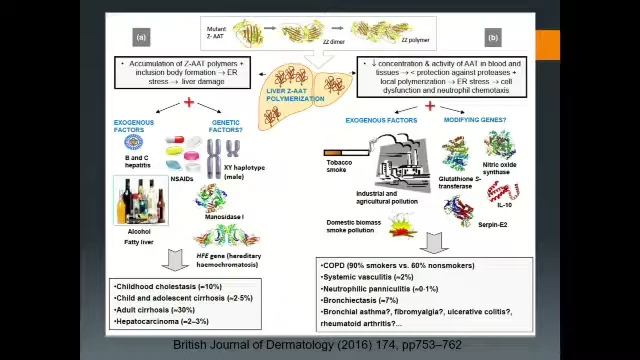 Mutant
Z- AAT
ZZ dimer
ZZ polymer
(a)
(b)
Accumulation of Z-AAT polymers +
inclusion body formation → ER
stress → liver damage
LIVER Z-AAT
POLYMERIZATION
↓ concentration & activity of AAT in blood and
tissues → < protection against proteases +
local polymerization → ER stress → cell
dysfunction and neutrophil chemotaxis
+
+
EXOGENOUS
FACTORS
GENETIC
FACTORS?
B and C
hepatitis
NSAIDs
XY haplotype
(male)
Manosidase I
Alcohol
Fatty liver
HFE gene (hereditary
haemochromatosis)
EXOGENOUS FACTORS
MODIFYING GENES?
Tobacco
smoke
Industrial and
agricultural pollution
Domestic biomass
smoke pollution
Glutathione S-
transferase
Nitric oxide
synthase
IL-10
Serpin-E2
•Childhood cholestasis (≈10%)
•Child and adolescent cirrhosis (≈2·5%)
•Adult cirrhosis (≈30%)
•Hepatocarcinoma (≈2–3%)
•COPD (90% smokers vs. 60% nonsmokers)
•Systemic vasculitis (≈2%)
•Neutrophilic panniculitis (≈0·1%)
•Bronchiectasis (≈7%)
•Bronchial asthma?, fibromyalgia?, ulcerative colitis?,
rheumatoid arthritis?...
British Journal of Dermatology (2016) 174, pp753–762